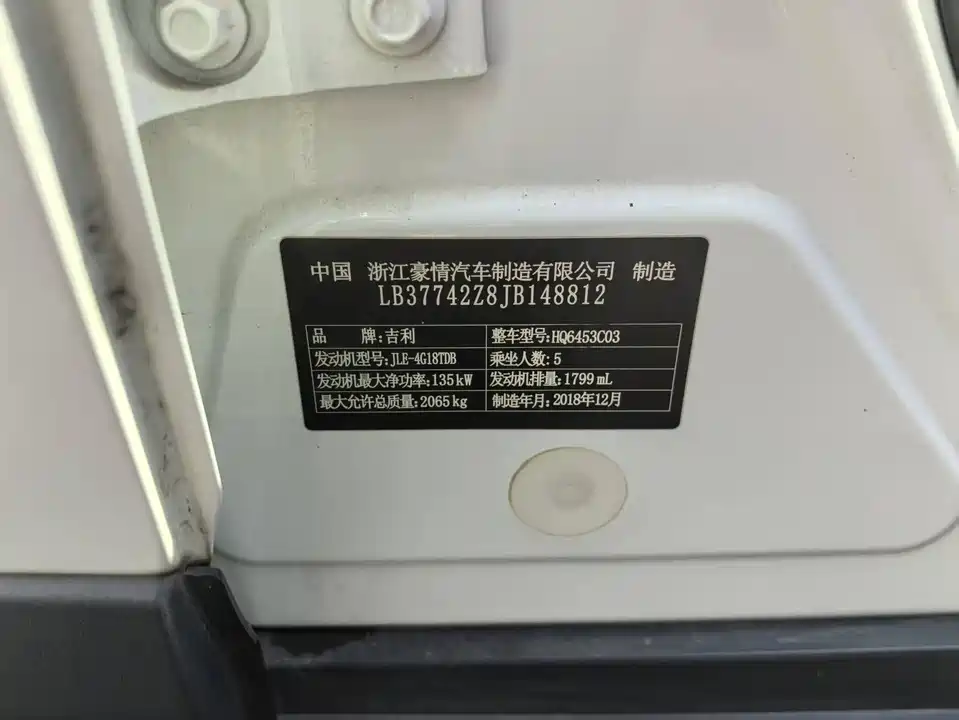 中国 浙江豪情汽车制造有限公司 制造
LB37742Z8JB148812
品 牌:吉利 整车型号:HQ6453C03
发动机型号:JLE-4G18TDB 乘坐人数:5
发动机最大净功率:135kW 发动机排量:1799mL
最大允许总质量:2065kg 制造年月:2018年12月